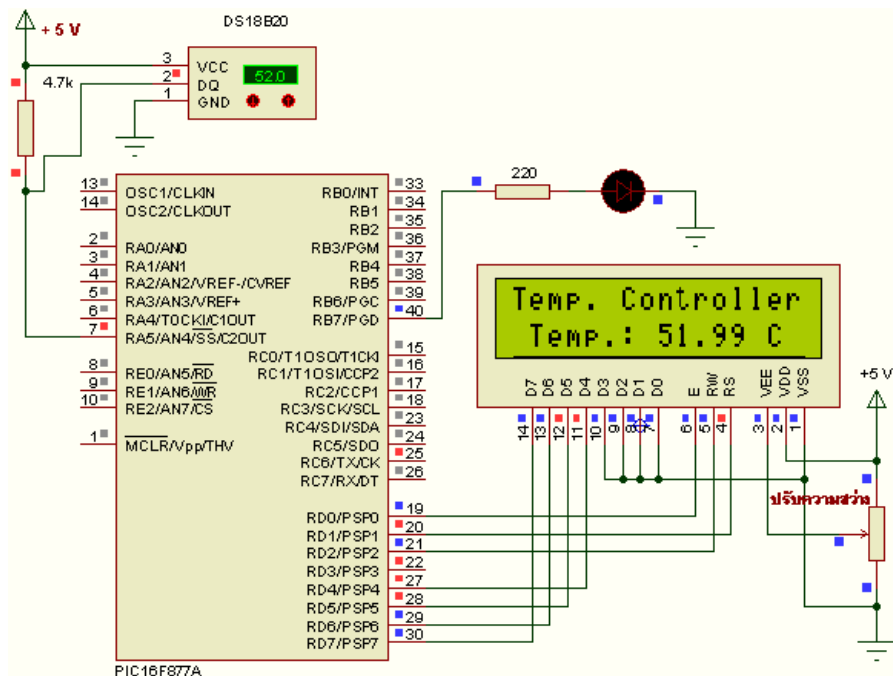 DS18B20
+ 5 V
3 VCC
2 DQ
1 GND
52.0
4.7k
13 OSC1/CLKIN
14 OSC2/CLKOUT
2 RA0/AN0
3 RA1/AN1
4 RA2/AN2/VREF-/CVREF
5 RA3/AN3/VREF+
6 RA4/T0CKI/C1OUT
7 RA5/AN4/SS/C2OUT
8 RE0/AN5/RD
9 RE1/AN6/WR
10 RE2/AN7/CS
1 MCLR/Vpp/THV
RB0/INT 33
RB1 34
RB2 35
RB3/PGM 36
RB4 37
RB5 38
RB6/PGC 39
RB7/PGD 40
RC0/T1OSO/T1CKI 15
RC1/T1OSI/CCP2 16
RC2/CCP1 17
RC3/SCK/SCL 18
RC4/SDI/SDA 23
RC5/SDO 24
RC6/TX/CK 25
RC7/RX/DT 26
RD0/PSP0 19
RD1/PSP1 20
RD2/PSP2 21
RD3/PSP3 22
RD4/PSP4 27
RD5/PSP5 28
RD6/PSP6 29
RD7/PSP7 30
PIC16F877A
220
Temp. Controller
Temp.: 51.99 C
D7 D6 D5 D4 D3 D2 D1 D0 E RW RS VEE VDD VSS
14 13 12 11 10 9 8 7 6 5 4 3 2 1
+5 V
ปรับความสว่าง